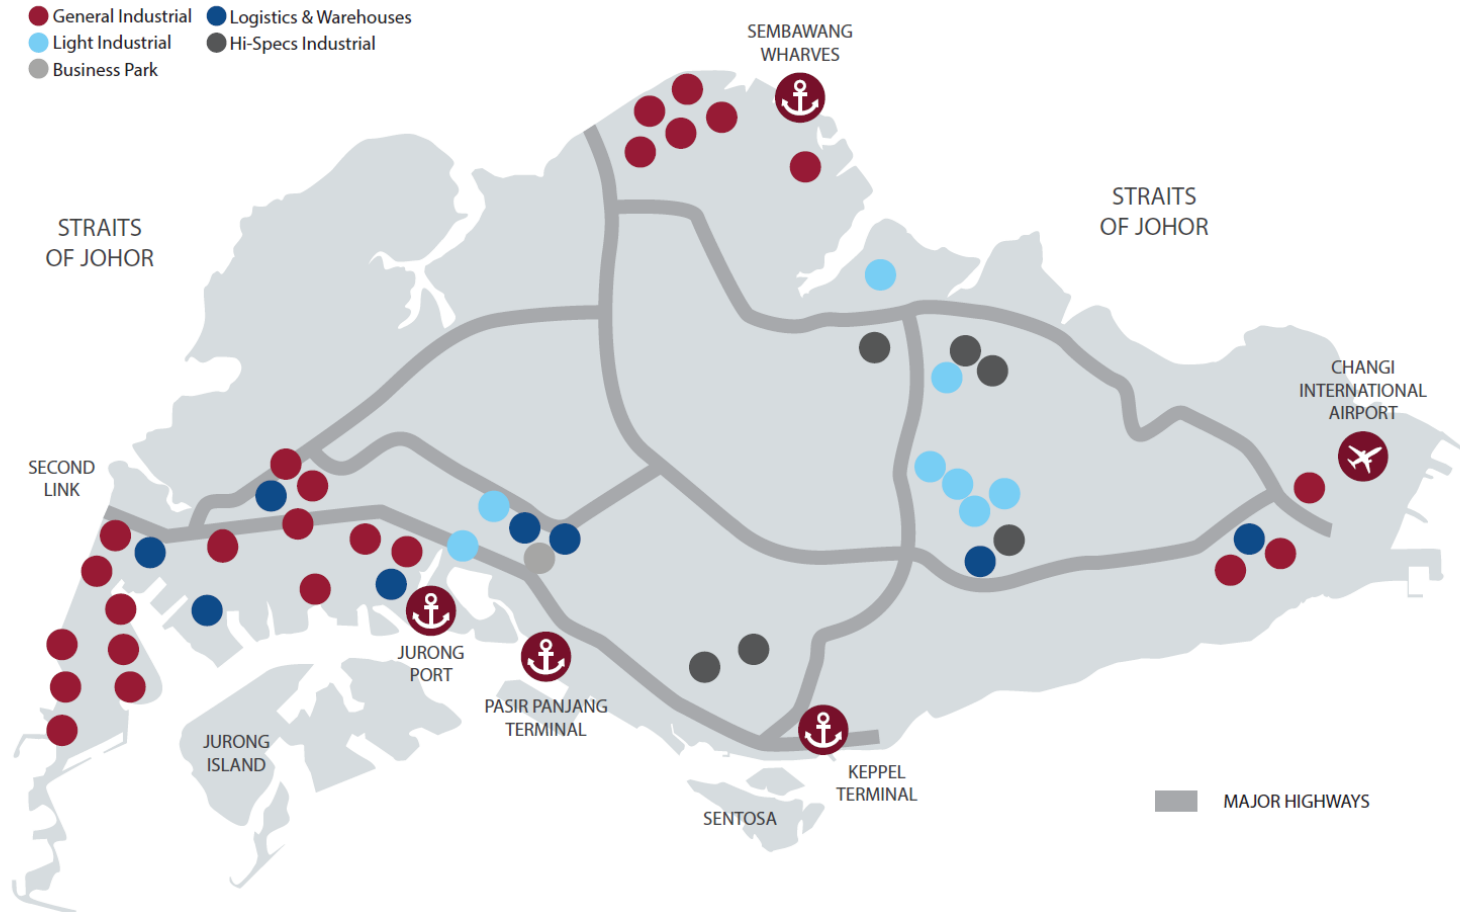 General Industrial
Logistics & Warehouses
Light Industrial
Hi-Specs Industrial
Business Park
SEMBAWANG
WHARVES
STRAITS
OF JOHOR
STRAITS
OF JOHOR
CHANGI
INTERNATIONAL
AIRPORT
SECOND
LINK
JURONG
PORT
PASIR PANJANG
TERMINAL
JURONG
ISLAND
KEPPEL
TERMINAL
SENTOSA
MAJOR HIGHWAYS